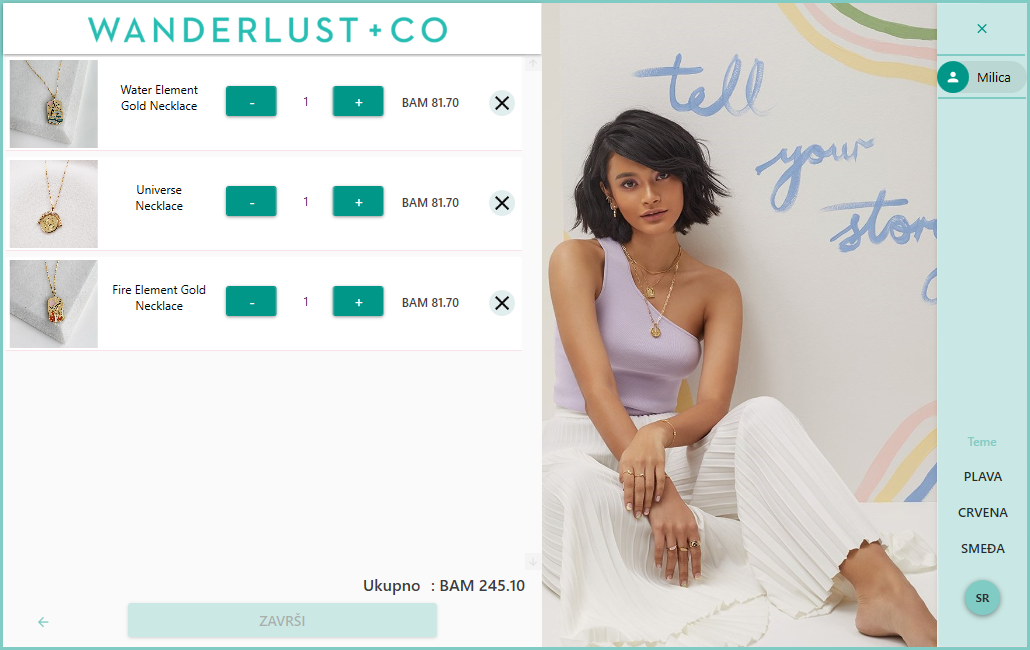 WANDERLUST + CO
Water Element
Gold Necklace
-
1
+
BAM 81.70
Universe
Necklace
-
1
+
BAM 81.70
Fire Element Gold
Necklace
-
1
+
BAM 81.70
Ukupno : BAM 245.10
ZAVRŠI
tell
your
Milica
Teme
PLAVA
CRVENA
SMEĐA
SR